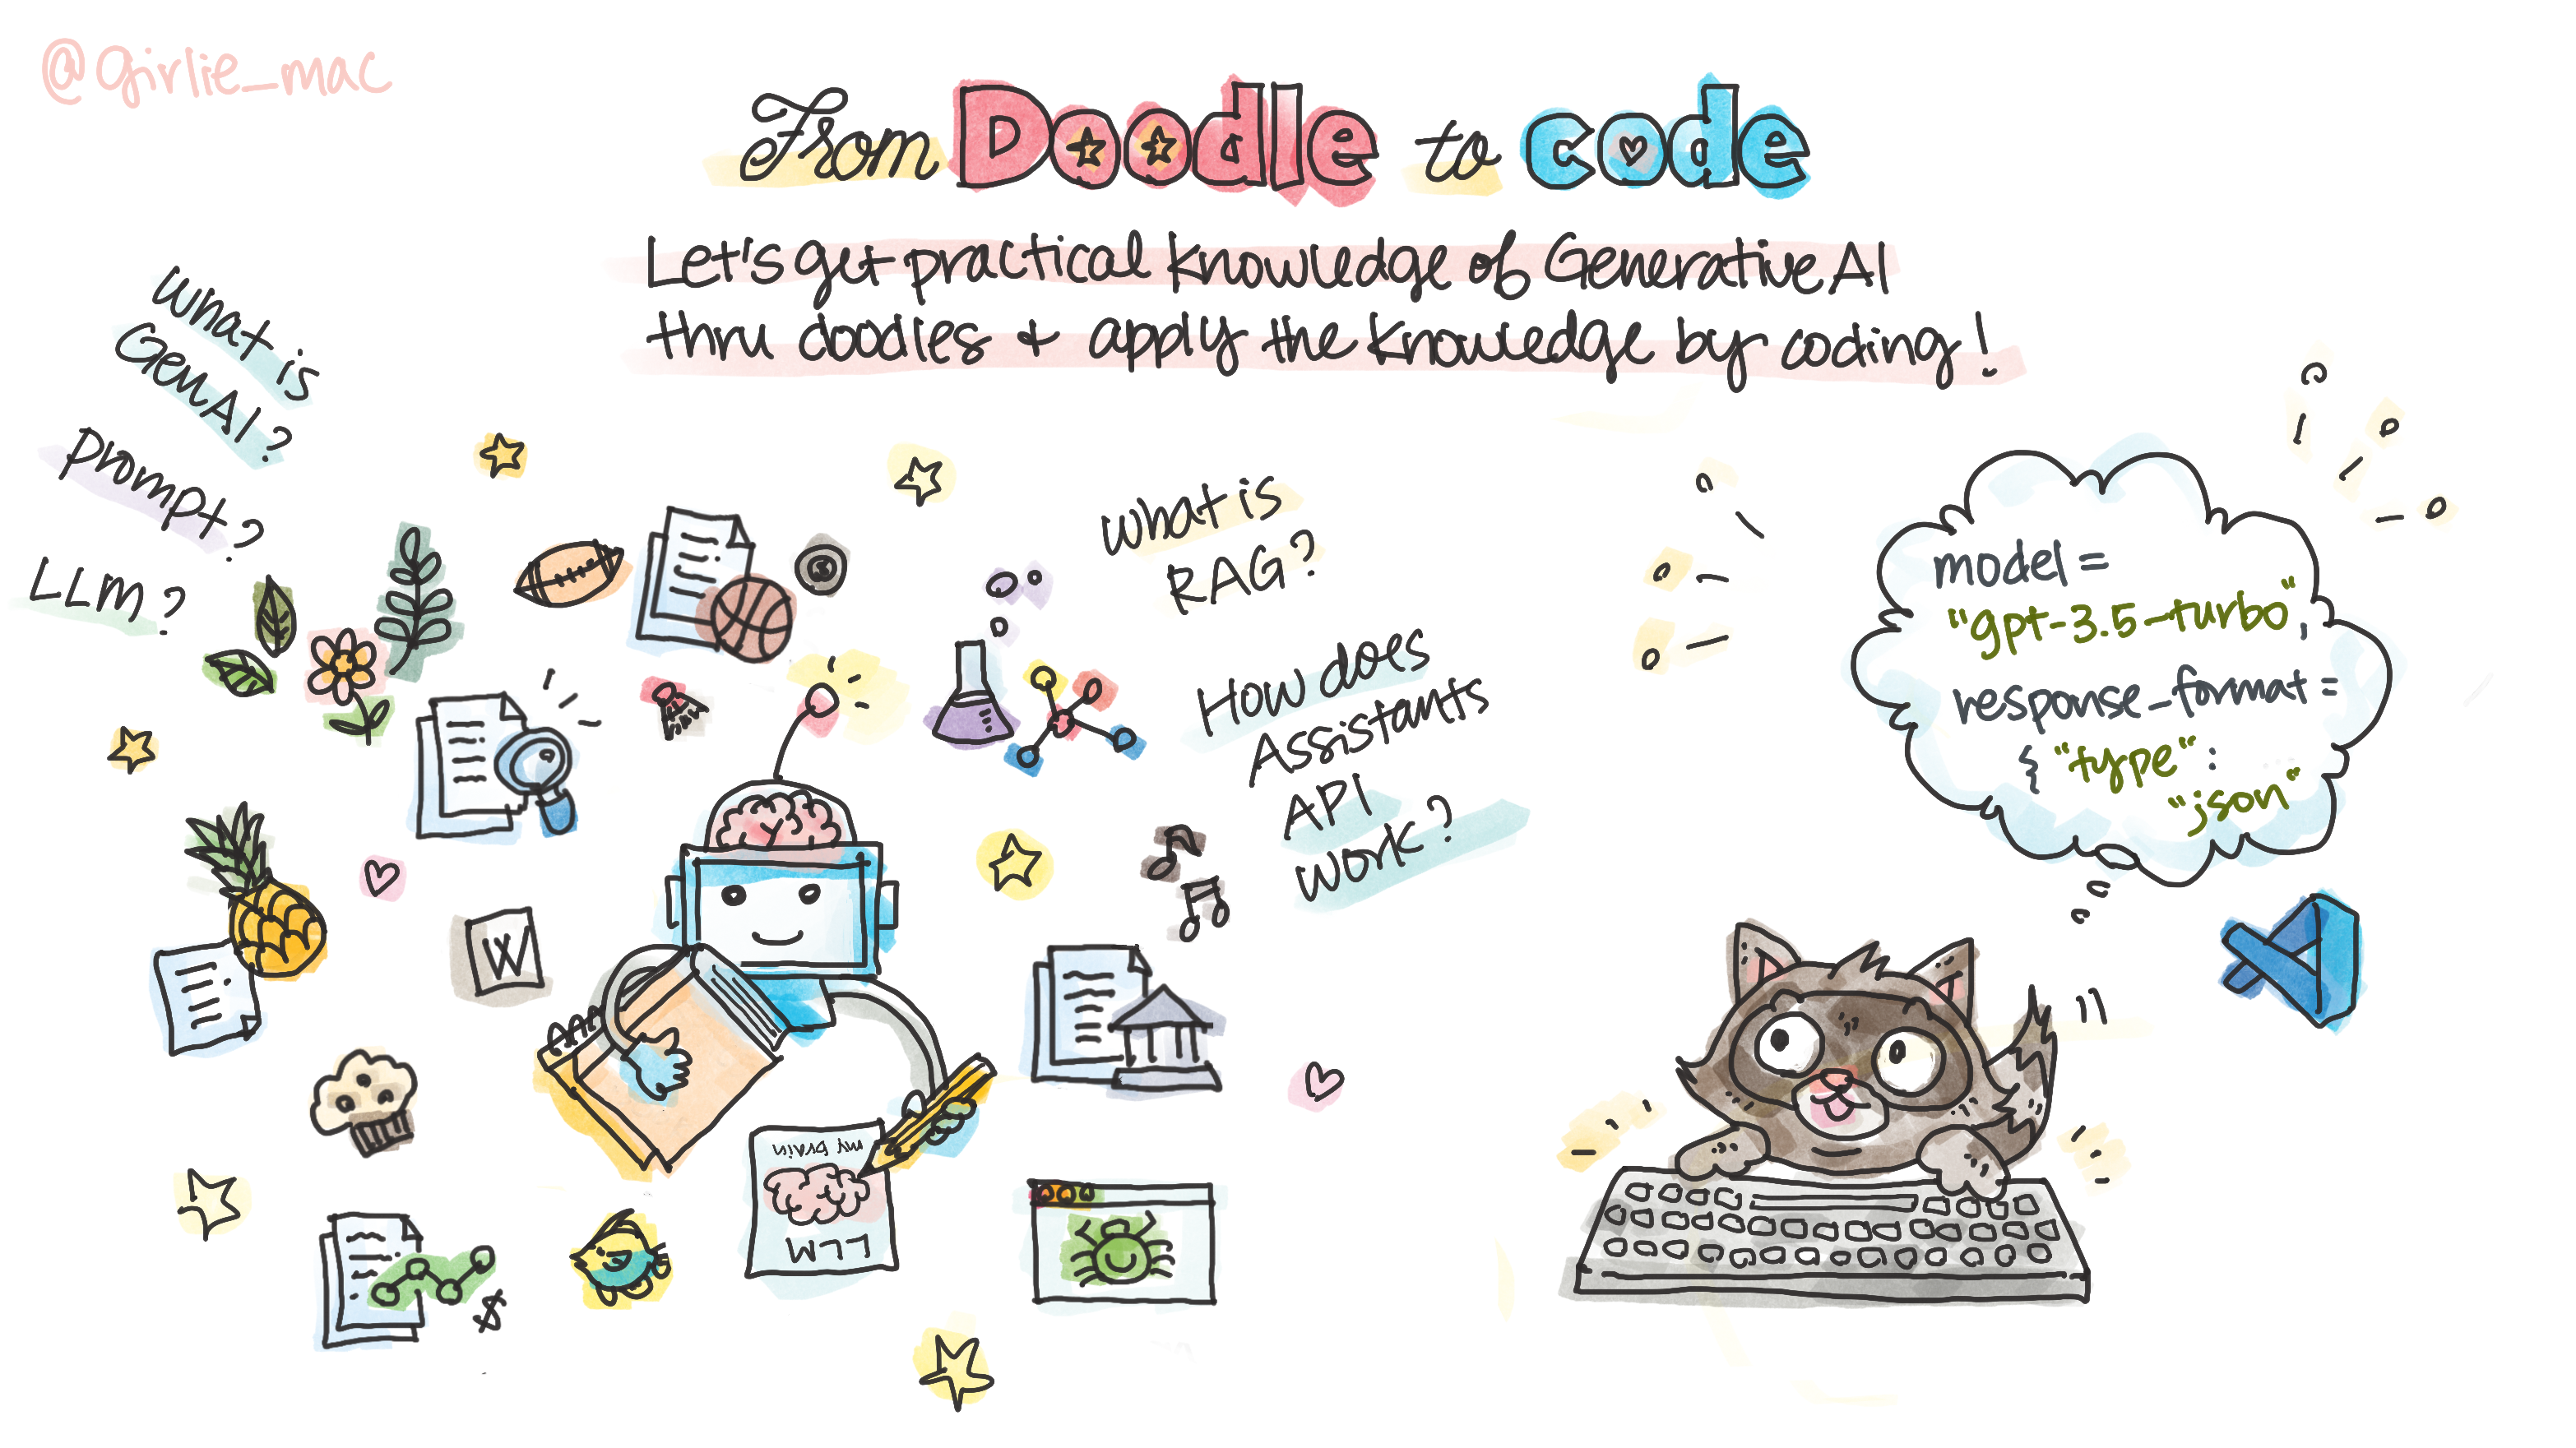 @girlie_mac
From Doodle to code
Let's get practical knowledge of Generative AI
thru doodles + apply the knowledge by coding!
What is
GenAI?
prompt?
LLM?
What is
RAG?
How does
Assistants
API
work?
model =
"gpt-3.5-turbo",
response_format =
{ "type":
"json"
W
my brain
LLM
$